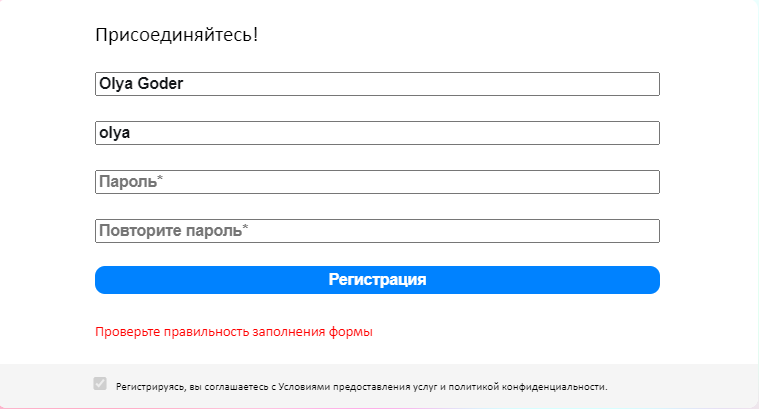 Присоединяйтесь!
Olya Goder
olya
Пароль*
Повторите пароль*
Регистрация
Проверьте правильность заполнения формы
Регистрируясь, вы соглашаетесь с Условиями предоставления услуг и политикой конфиденциальности.